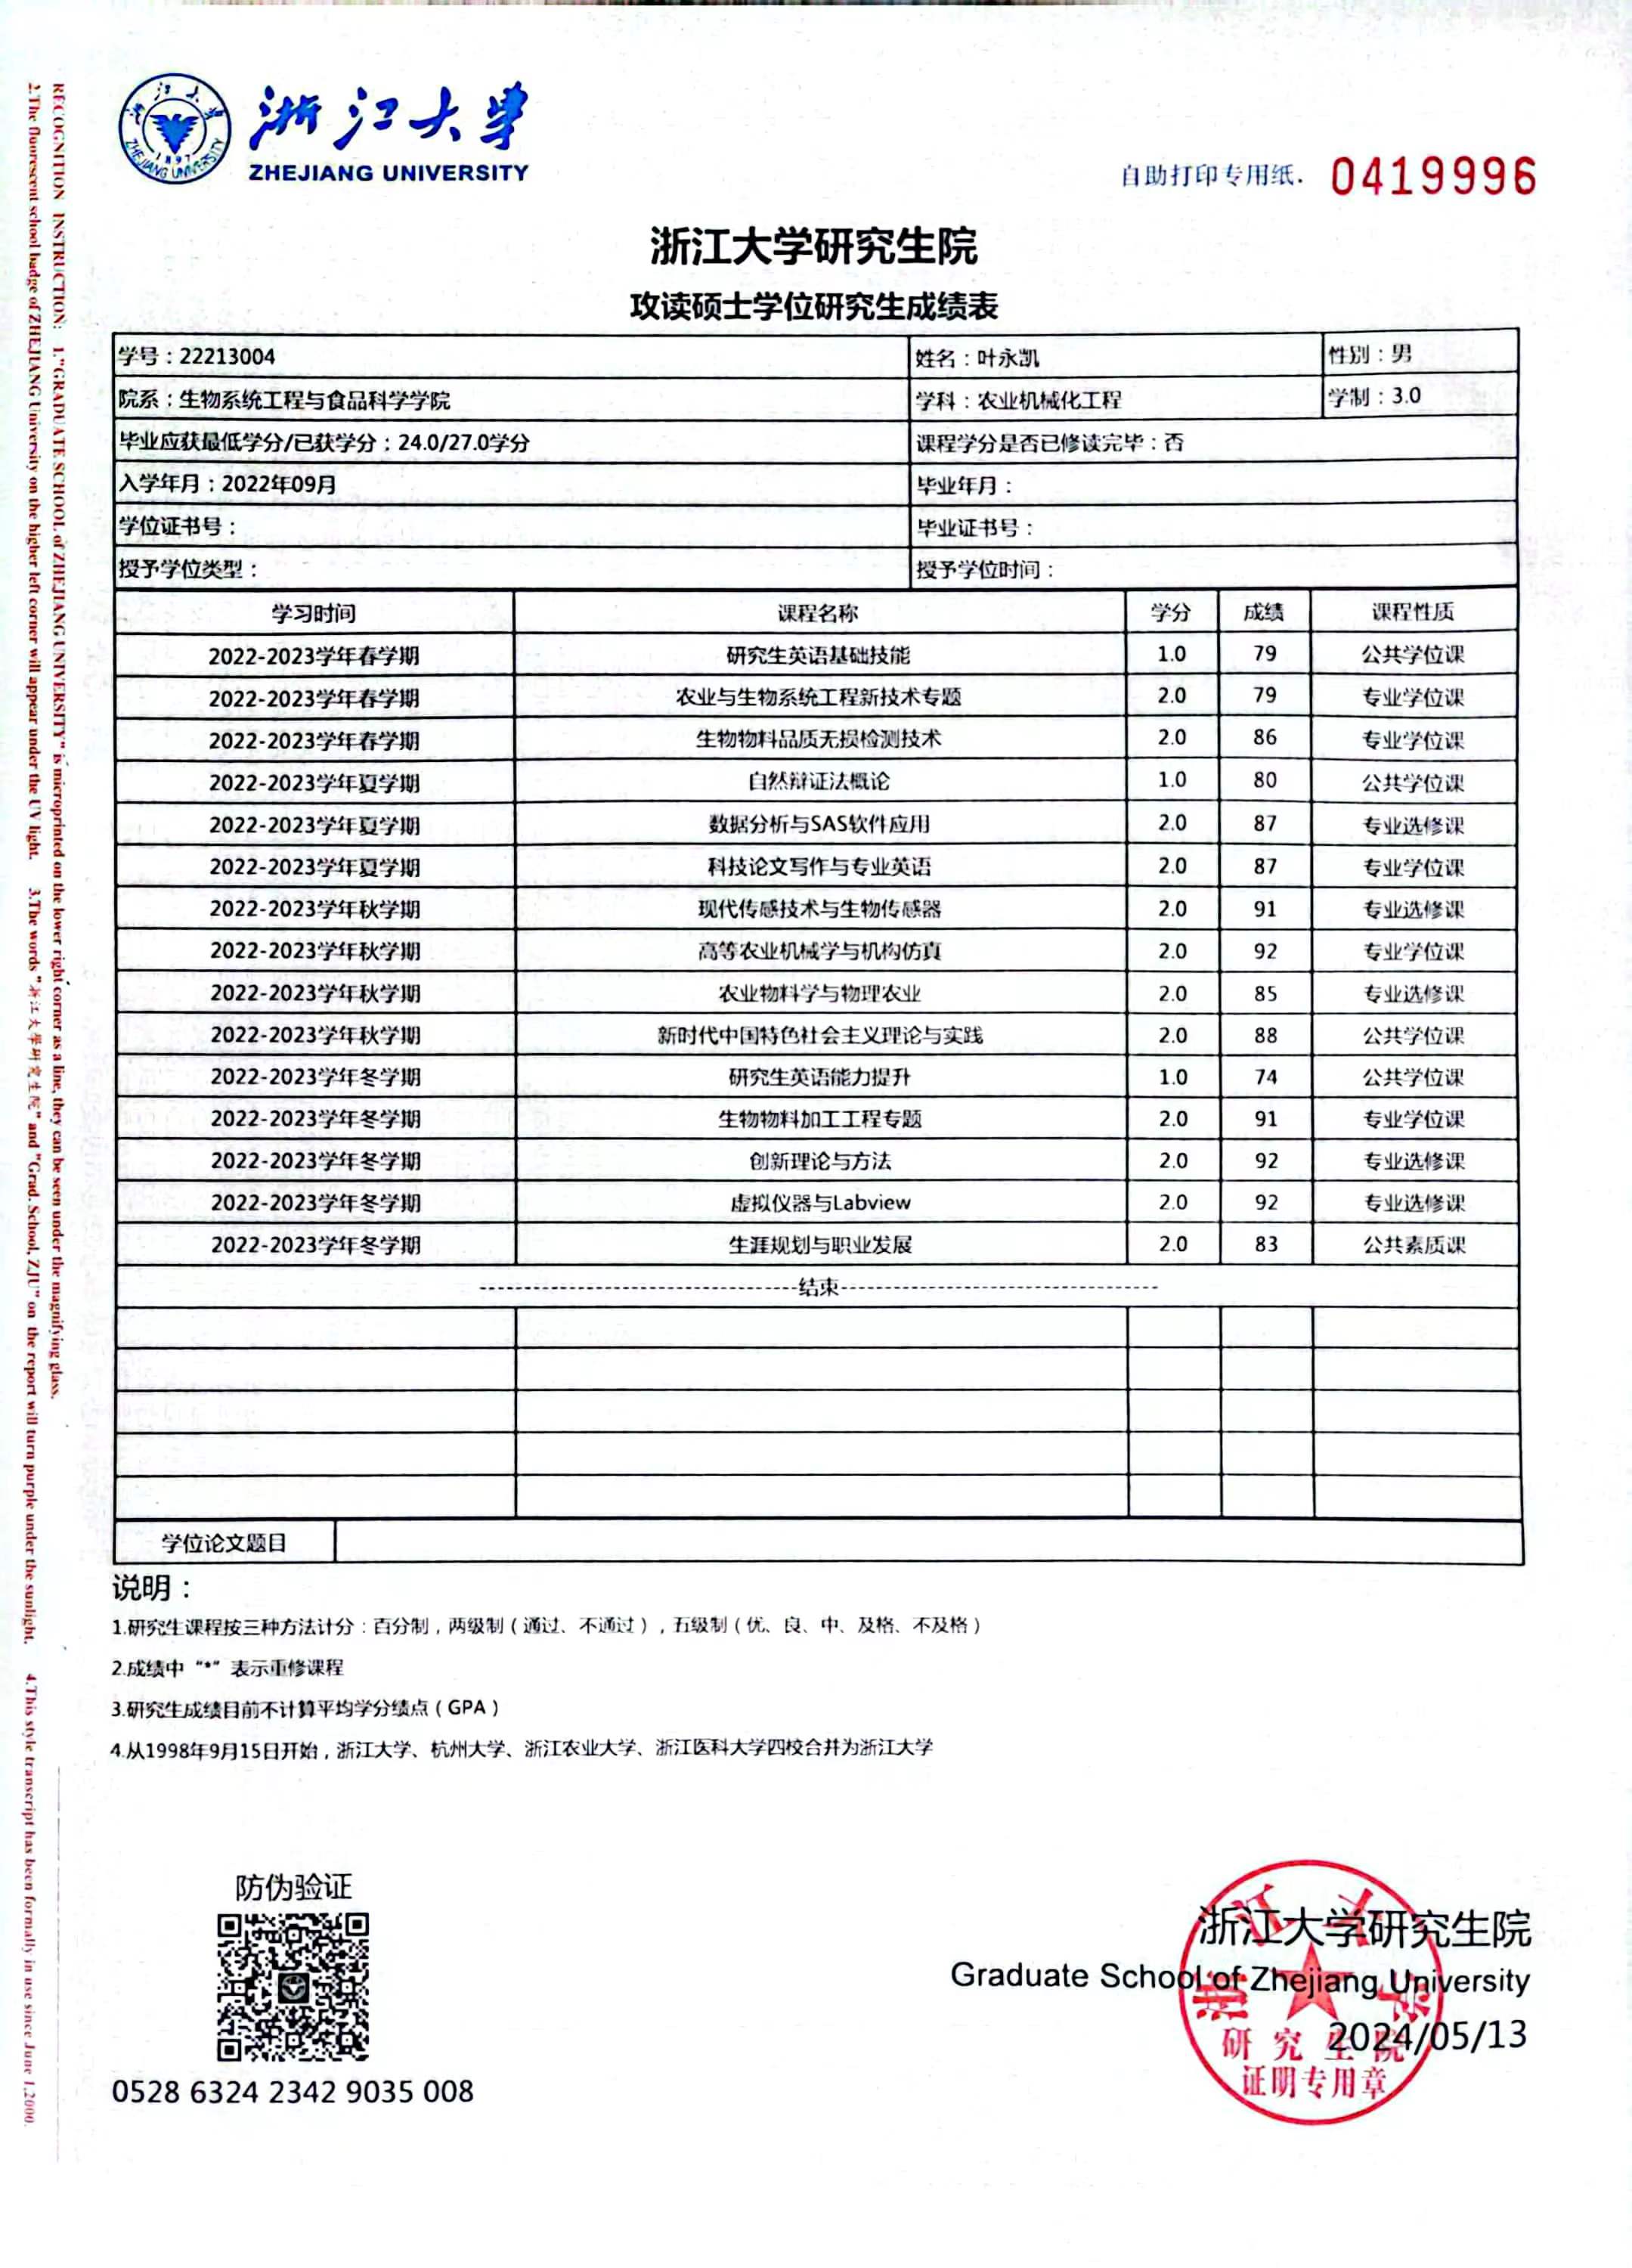 浙江大学
ZHEJIANG UNIVERSITY
自助打印专用纸. 0419996
浙江大学研究生院
攻读硕士学位研究生成绩表
学号：22213004 姓名：叶永凯 性别：男
院系：生物系统工程与食品科学学院 学科：农业机械化工程 学制：3.0
毕业应获最低学分/已获学分：24.0/27.0学分 课程学分是否已修读完毕：否
入学年月：2022年09月 毕业年月：
学位证书号： 毕业证书号：
授予学位类型： 授予学位时间：
学习时间 课程名称 学分 成绩 课程性质
2022-2023学年春学期 研究生英语基础技能 1.0 79 公共学位课
2022-2023学年春学期 农业与生物系统工程新技术专题 2.0 79 专业学位课
2022-2023学年春学期 生物物料品质无损检测技术 2.0 86 专业学位课
2022-2023学年夏学期 自然辩证法概论 1.0 80 公共学位课
2022-2023学年夏学期 数据分析与SAS软件应用 2.0 87 专业选修课
2022-2023学年夏学期 科技论文写作与专业英语 2.0 87 专业学位课
2022-2023学年秋学期 现代传感技术与生物传感器 2.0 91 专业选修课
2022-2023学年秋学期 高等农业机械学与机构仿真 2.0 92 专业学位课
2022-2023学年秋学期 农业物料学与物理农业 2.0 85 专业选修课
2022-2023学年秋学期 新时代中国特色社会主义理论与实践 2.0 88 公共学位课
2022-2023学年冬学期 研究生英语能力提升 1.0 74 公共学位课
2022-2023学年冬学期 生物物料加工工程专题 2.0 91 专业学位课
2022-2023学年冬学期 创新理论与方法 2.0 92 专业选修课
2022-2023学年冬学期 虚拟仪器与Labview 2.0 92 专业选修课
2022-2023学年冬学期 生涯规划与职业发展 2.0 83 公共素质课
结束
学位论文题目
说明：
1.研究生课程按三种方法计分：百分制，两级制（通过、不通过），五级制（优、良、中、及格、不及格）
2.成绩中“*”表示重修课程
3.研究生成绩目前不计算平均学分绩点（GPA）
4.从1998年9月15日开始，浙江大学、杭州大学、浙江农业大学、浙江医科大学四校合并为浙江大学
防伪验证
0528 6324 2342 9035 008
浙江大学研究生院
Graduate School of Zhejiang University
2024/05/13
浙江大学
研究生院
证明专用章
RECOGNITION INSTRUCTION: 1."GRADUATE SCHOOL of ZHEJIANG UNIVERSITY" is microprinted on the lower right corner as a line, they can be seen under the magnifying glass.
2.The fluorescent school badge of ZHEJIANG University on the higher left corner will appear under the UV light. 3.The words "浙江大學研究生院" and "Grad. School, ZJU" on the report will turn purple under the sunlight. 4.This style transcript has been formally in use since June 1,2000.